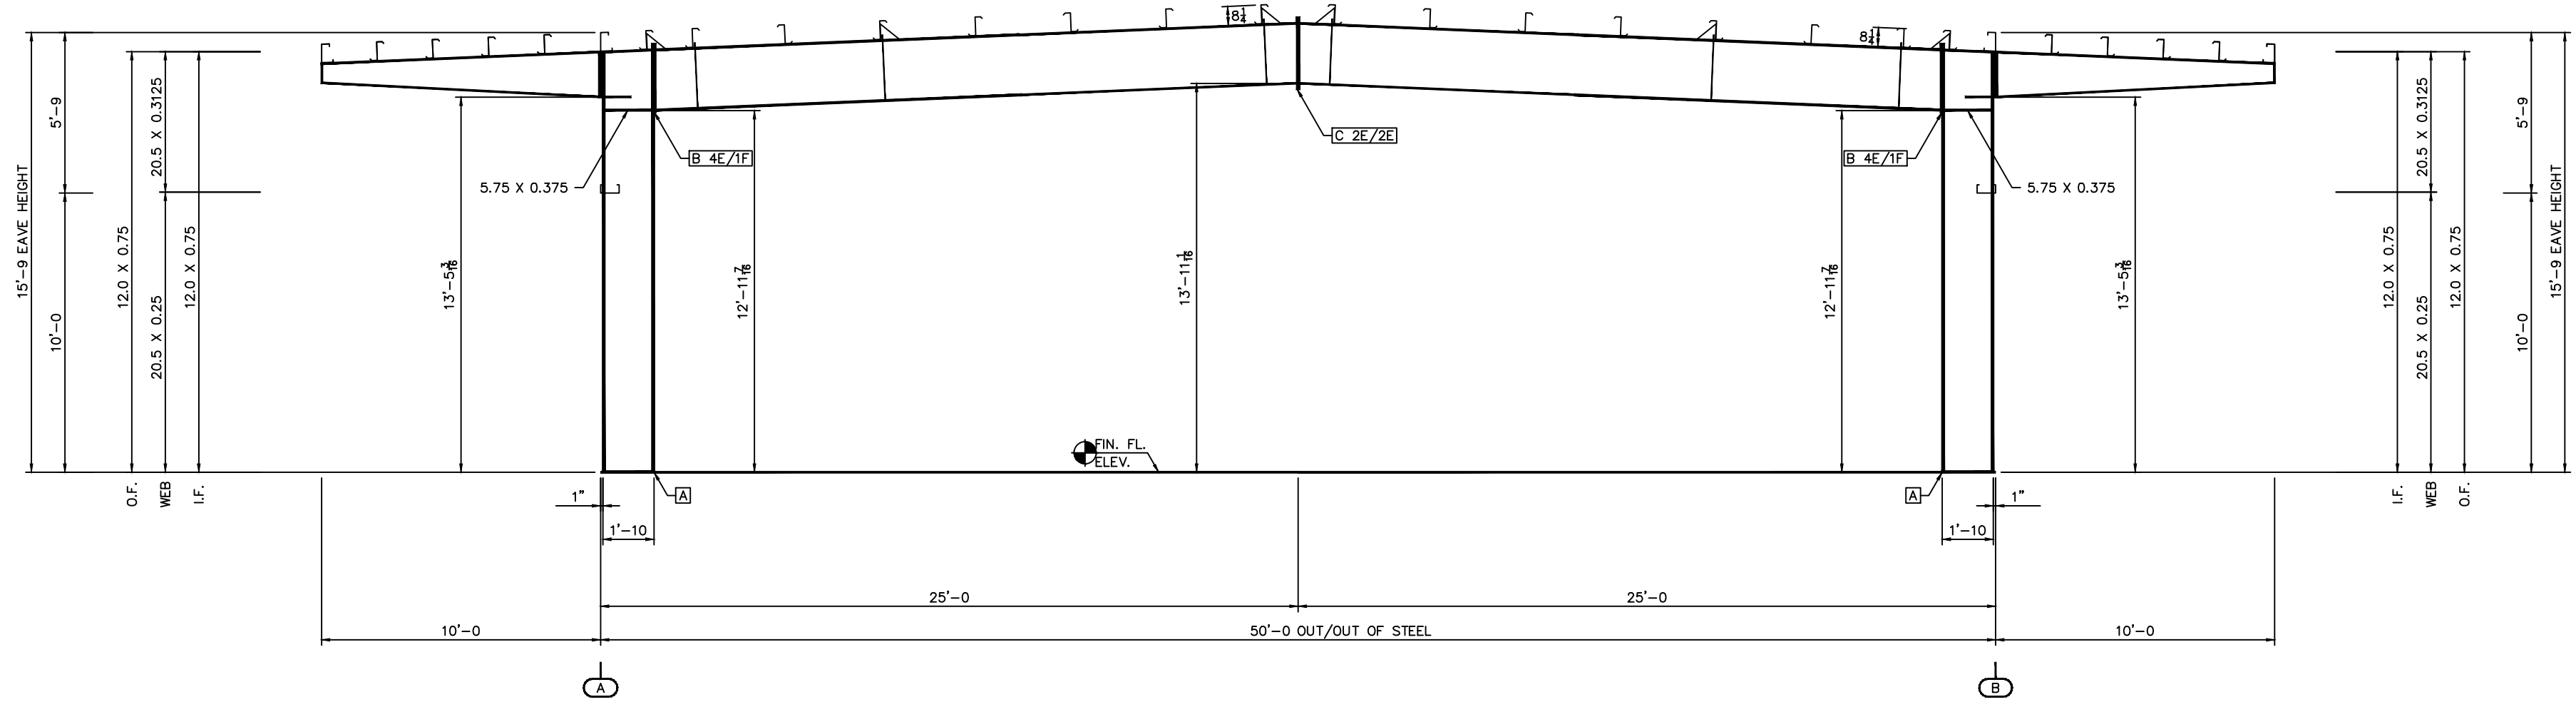 8 1/4
8 1/4
15'-9 EAVE HEIGHT
5'-9
10'-0
12.0 X 0.75
20.5 X 0.3125
20.5 X 0.25
12.0 X 0.75
O.F.
WEB
I.F.
5.75 X 0.375
B 4E/1F
C 2E/2E
B 4E/1F
5.75 X 0.375
13'-5 3/16
12'-11 7/16
13'-11 1/16
12'-11 7/16
13'-5 3/16
FIN. FL.
ELEV.
A
A
12.0 X 0.75
20.5 X 0.3125
20.5 X 0.25
12.0 X 0.75
5'-9
10'-0
15'-9 EAVE HEIGHT
I.F.
WEB
O.F.
1"
1'-10
1"
1'-10
25'-0
25'-0
10'-0
50'-0 OUT/OUT OF STEEL
10'-0
A
B